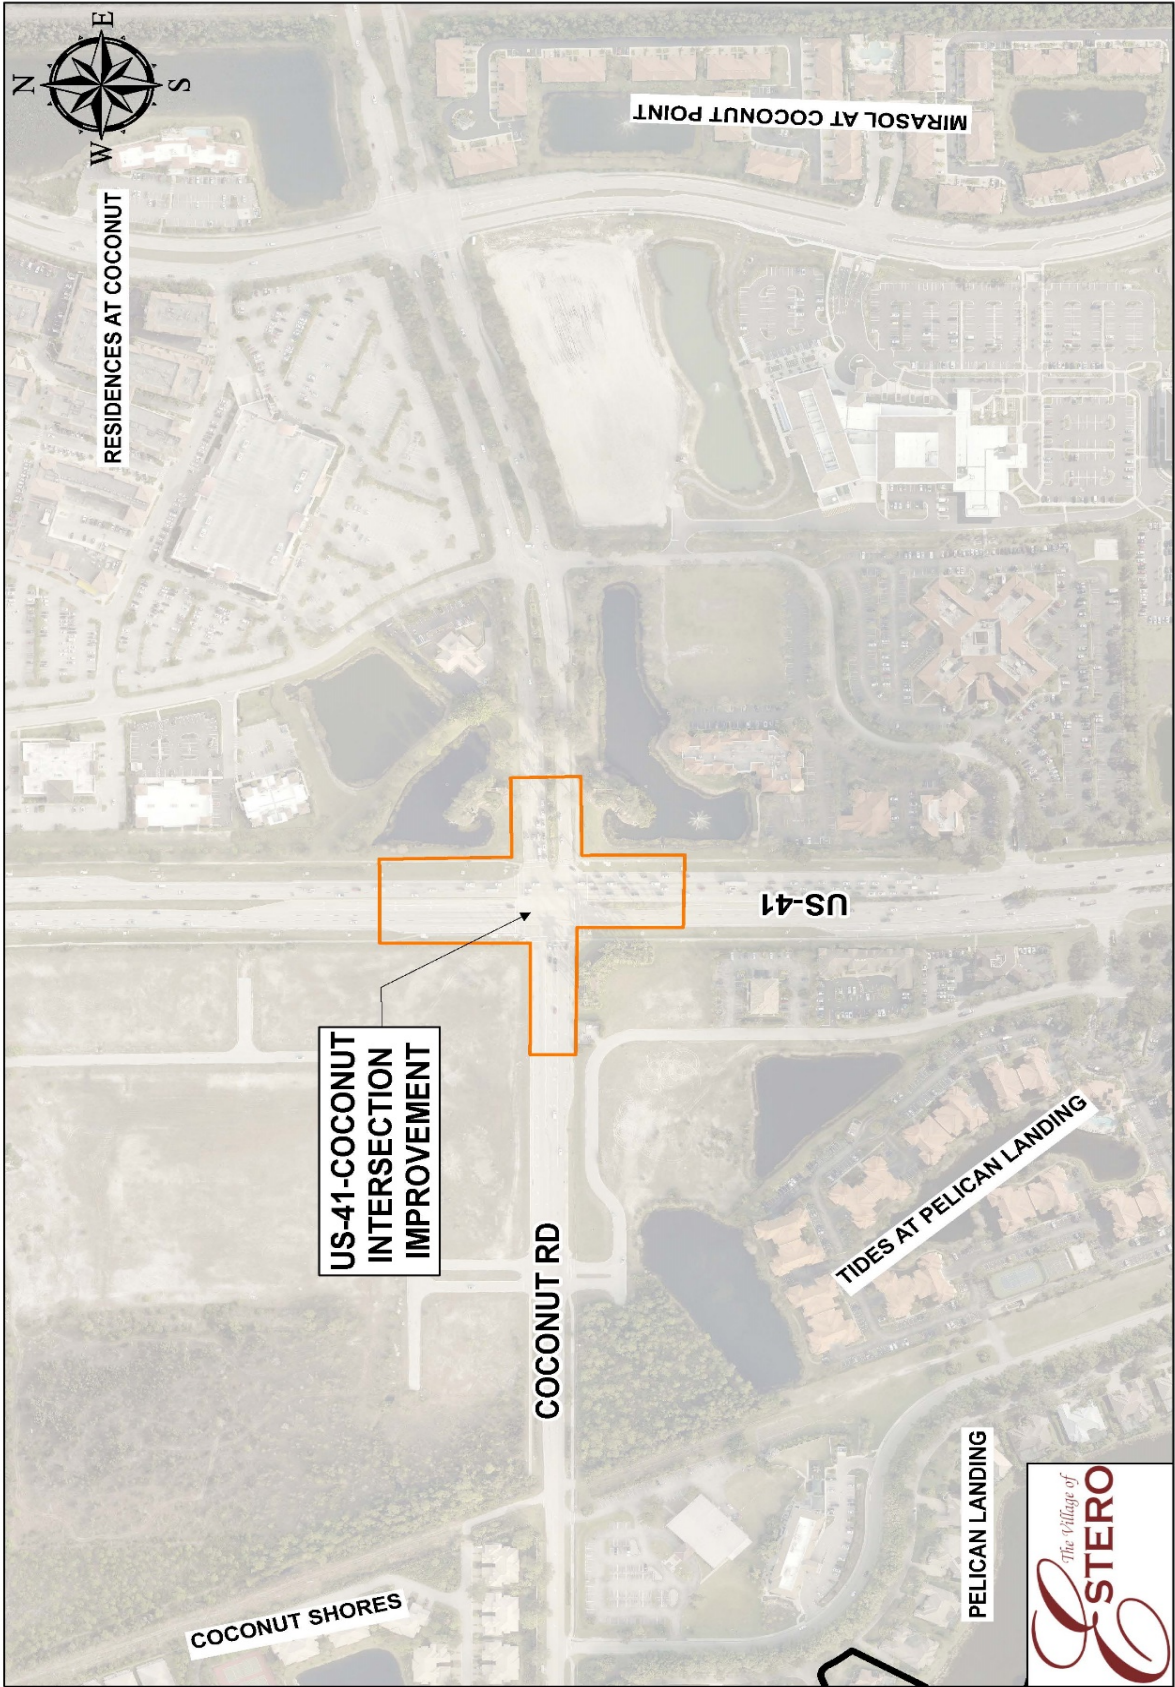 N
E
S
W
RESIDENCES AT COCONUT
MIRASOL AT COCONUT POINT
US-41
US-41-COCONUT
INTERSECTION
IMPROVEMENT
COCONUT RD
TIDES AT PELICAN LANDING
COCONUT SHORES
PELICAN LANDING
The Village of
ESTERO